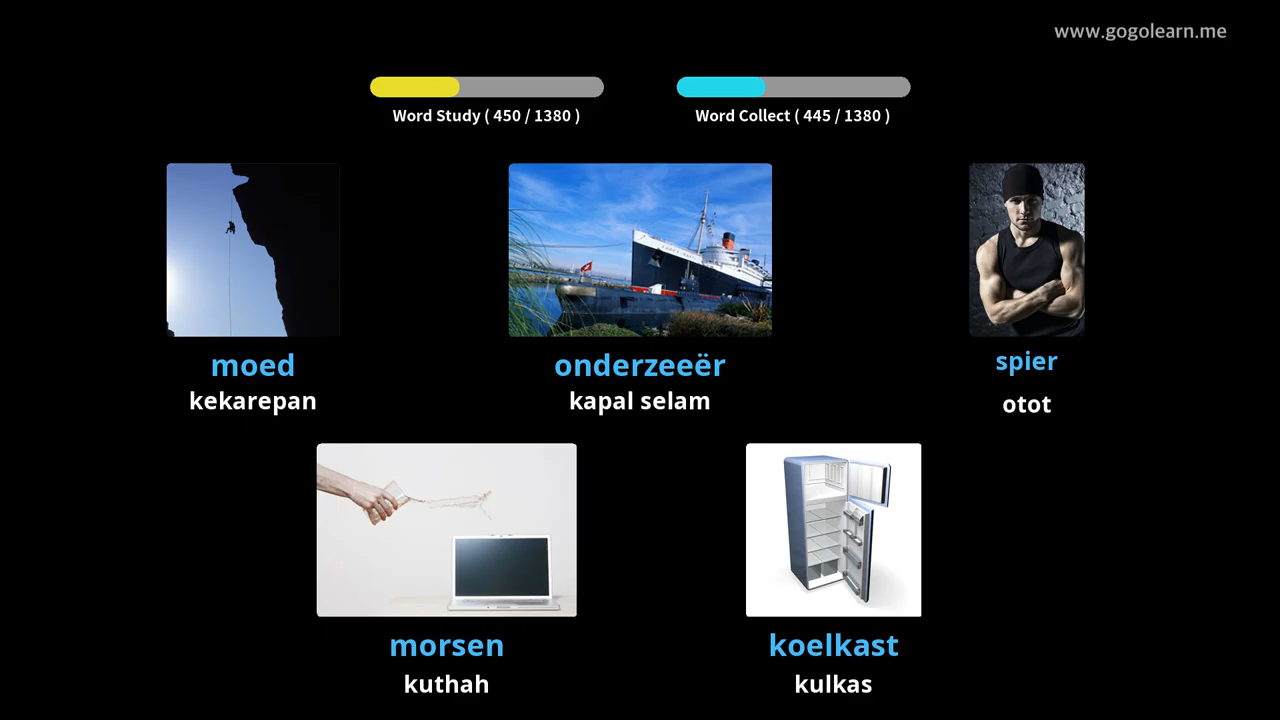 www.gogolearn.me
Word Study ( 450 / 1380 )
Word Collect ( 445 / 1380 )
moed
kekarepan
onderzeeër
kapal selam
spier
otot
morsen
kuthah
koelkast
kulkas